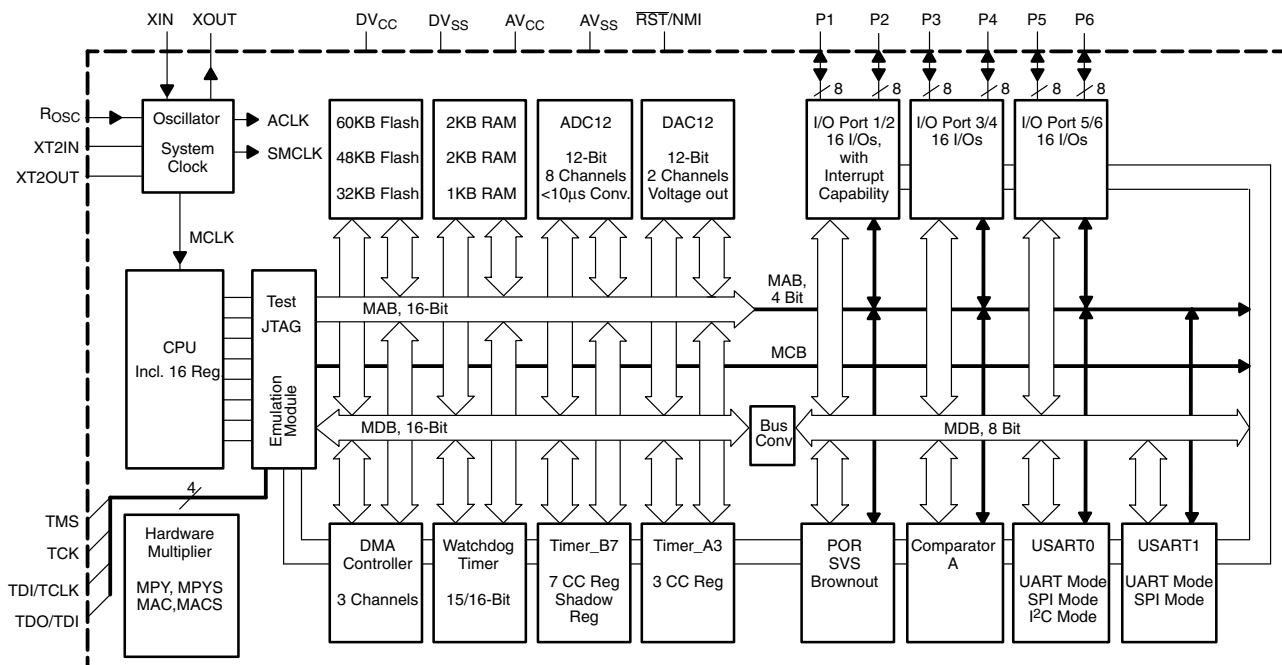 XIN
XOUT
DVCC
DVSS
AVCC
AVSS
RST/NMI
P1
P2
P3
P4
P5
P6
8
8
8
8
8
8
ROSC
XT2IN
XT2OUT
Oscillator
System
Clock
ACLK
SMCLK
60KB Flash
48KB Flash
32KB Flash
2KB RAM
2KB RAM
1KB RAM
ADC12
12-Bit
8 Channels
<10μs Conv.
DAC12
12-Bit
2 Channels
Voltage out
I/O Port 1/2
16 I/Os,
with
Interrupt
Capability
I/O Port 3/4
16 I/Os
I/O Port 5/6
16 I/Os
MCLK
CPU
Incl. 16 Reg.
Test
JTAG
Emulation
Module
MAB, 16-Bit
MAB,
4 Bit
MCB
MDB, 16-Bit
Bus
Conv
MDB, 8 Bit
4
TMS
TCK
TDI/TCLK
TDO/TDI
Hardware
Multiplier
MPY, MPYS
MAC,MACS
DMA
Controller
3 Channels
Watchdog
Timer
15/16-Bit
Timer_B7
7 CC Reg
Shadow
Reg
Timer_A3
3 CC Reg
POR
SVS
Brownout
Comparator
A
USART0
UART Mode
SPI Mode
I²C Mode
USART1
UART Mode
SPI Mode